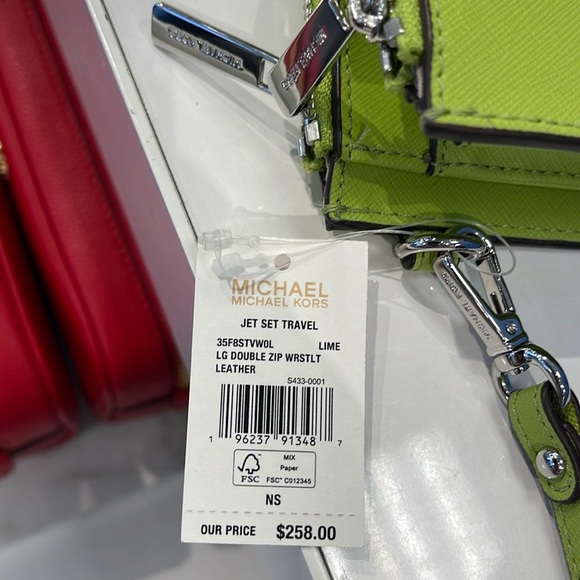 MICHAEL
MICHAEL KORS
JET SET TRAVEL
35F8STVW0L LIME
LG DOUBLE ZIP WRSTLT
LEATHER
S433-0001
1 96237 91348 7
FSC
MIX
Paper
FSC™ C012345
NS
OUR PRICE $258.00